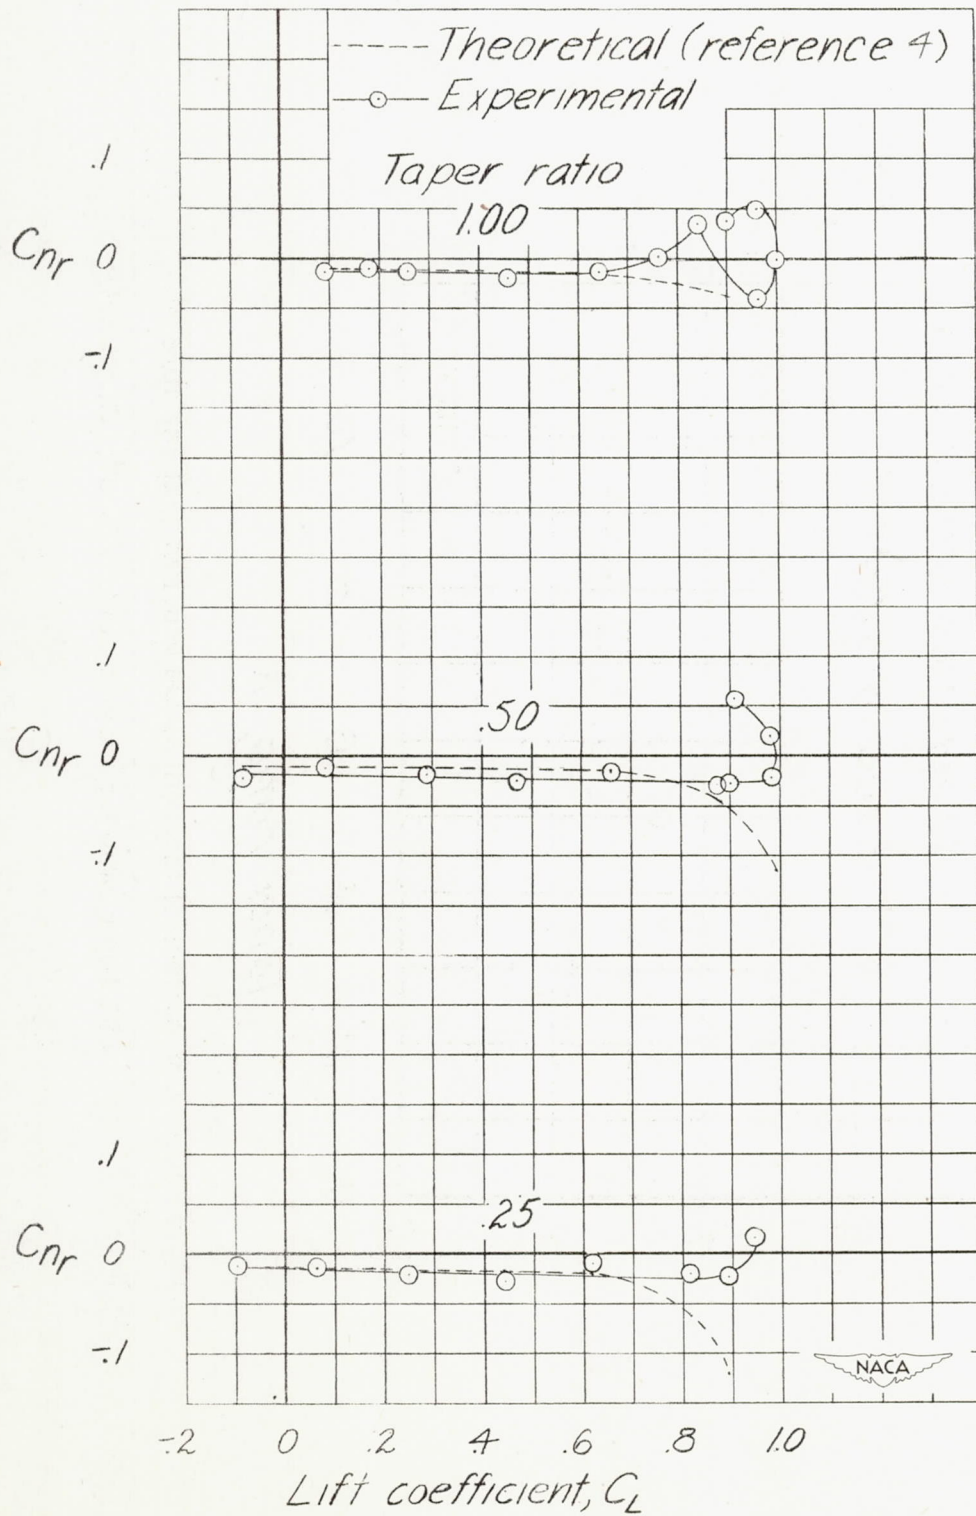 Theoretical (reference 4)
Experimental
Taper ratio
1.00
.1
Cnr 0
-.1
.50
.1
Cnr 0
-.1
.25
.1
Cnr 0
-.1
NACA
-.2 0 .2 .4 .6 .8 1.0
Lift coefficient, CL